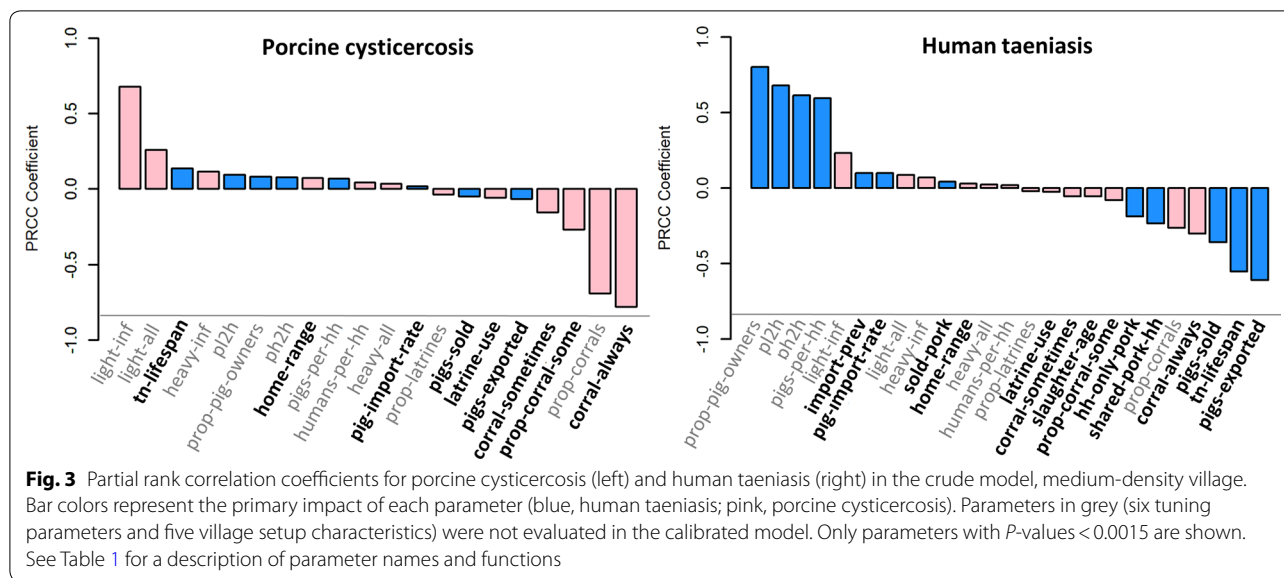 Porcine cysticercosis
PRCC Coefficient
1.0
0.5
0.0
-0.5
-1.0
light-inf
light-all
tn-lifespan
heavy-inf
pl2h
prop-pig-owners
ph2h
home-range
pigs-per-hh
humans-per-hh
heavy-all
pig-import-rate
prop-latrines
pigs-sold
latrine-use
pigs-exported
corral-sometimes
prop-corral-some
prop-corrals
corral-always
Human taeniasis
PRCC Coefficient
1.0
0.5
0.0
-0.5
-1.0
prop-pig-owners
pl2h
ph2h
pigs-per-hh
light-inf
import-prev
pig-import-rate
light-all
heavy-inf
sold-pork
home-range
heavy-all
humans-per-hh
prop-latrines
latrine-use
corral-sometimes
slaughter-age
prop-corral-some
hh-only-pork
shared-pork-hh
prop-corrals
corral-always
pigs-sold
tn-lifespan
pigs-exported
Fig. 3 Partial rank correlation coefficients for porcine cysticercosis (left) and human taeniasis (right) in the crude model, medium-density village.
Bar colors represent the primary impact of each parameter (blue, human taeniasis; pink, porcine cysticercosis). Parameters in grey (six tuning
parameters and five village setup characteristics) were not evaluated in the calibrated model. Only parameters with P-values < 0.0015 are shown.
See Table 1 for a description of parameter names and functions